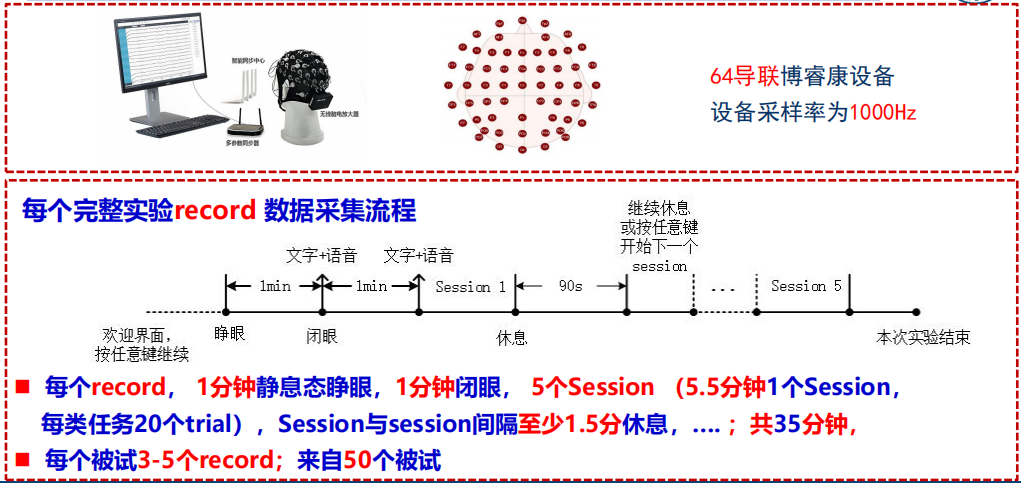 智能同步中心
无线脑电放大器
多参数同步器
64导联博睿康设备
设备采样率为1000Hz
每个完整实验record 数据采集流程
继续休息
或按任意键
开始下一个
session
文字+语音
文字+语音
1min
1min
Session 1
90s
...
Session 5
欢迎界面，
按任意键继续
睁眼
闭眼
休息
本次实验结束
■ 每个record， 1分钟静息态睁眼，1分钟闭眼， 5个Session （5.5分钟1个Session，
每类任务20个trial），Session与session间隔至少1.5分休息，…. ；共35分钟，
■ 每个被试3-5个record；来自50个被试